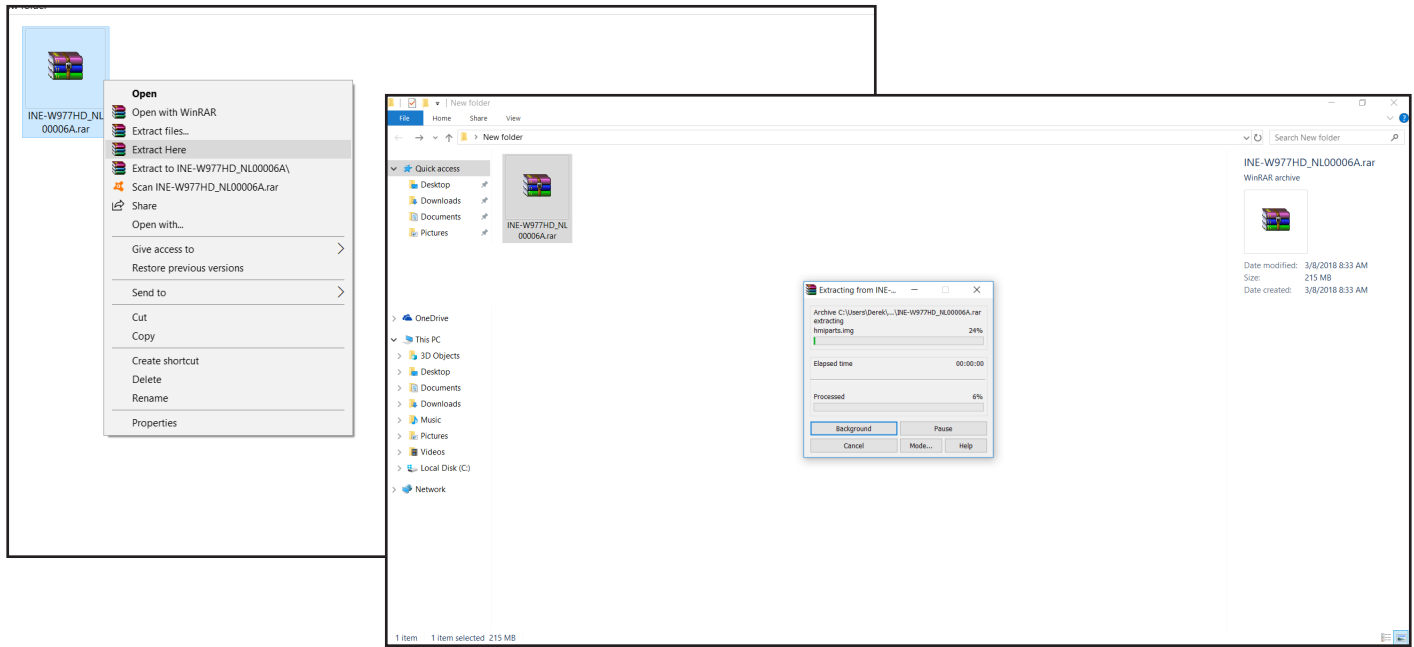 INE-W977HD_NL
00006A.rar
Open
Open with WinRAR
Extract files...
Extract Here
Extract to INE-W977HD_NL00006A\
Scan INE-W977HD_NL00006A.rar
Share
Open with...
Give access to
Restore previous versions
Send to
Cut
Copy
Create shortcut
Delete
Rename
Properties
New folder
File Home Share View
New folder
Search New folder
Quick access
Desktop
Downloads
Documents
Pictures
OneDrive
This PC
3D Objects
Desktop
Documents
Downloads
Music
Pictures
Videos
Local Disk (C:)
Network
INE-W977HD_NL
00006A.rar
Extracting from INE-...
Archive C:\Users\Derek\,...\INE-W977HD_NL00006A.rar
extracting
hmiparts.img 24%
Elapsed time 00:00:00
Processed 6%
Background Pause
Cancel Mode... Help
INE-W977HD_NL00006A.rar
WinRAR archive
Date modified: 3/8/2018 8:33 AM
Size: 215 MB
Date created: 3/8/2018 8:33 AM
1 item 1 item selected 215 MB